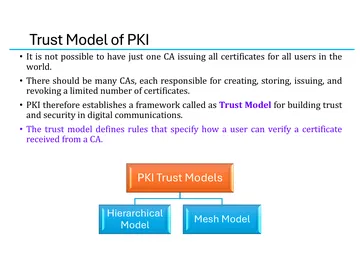 Trust Model of PKI
• It is not possible to have just one CA issuing all certificates for all users in the
world.
• There should be many CAs, each responsible for creating, storing, issuing, and
revoking a limited number of certificates.
• PKI therefore establishes a framework called as Trust Model for building trust
and security in digital communications.
• The trust model defines rules that specify how a user can verify a certificate
received from a CA.
PKI Trust Models
Hierarchical
Model
Mesh Model